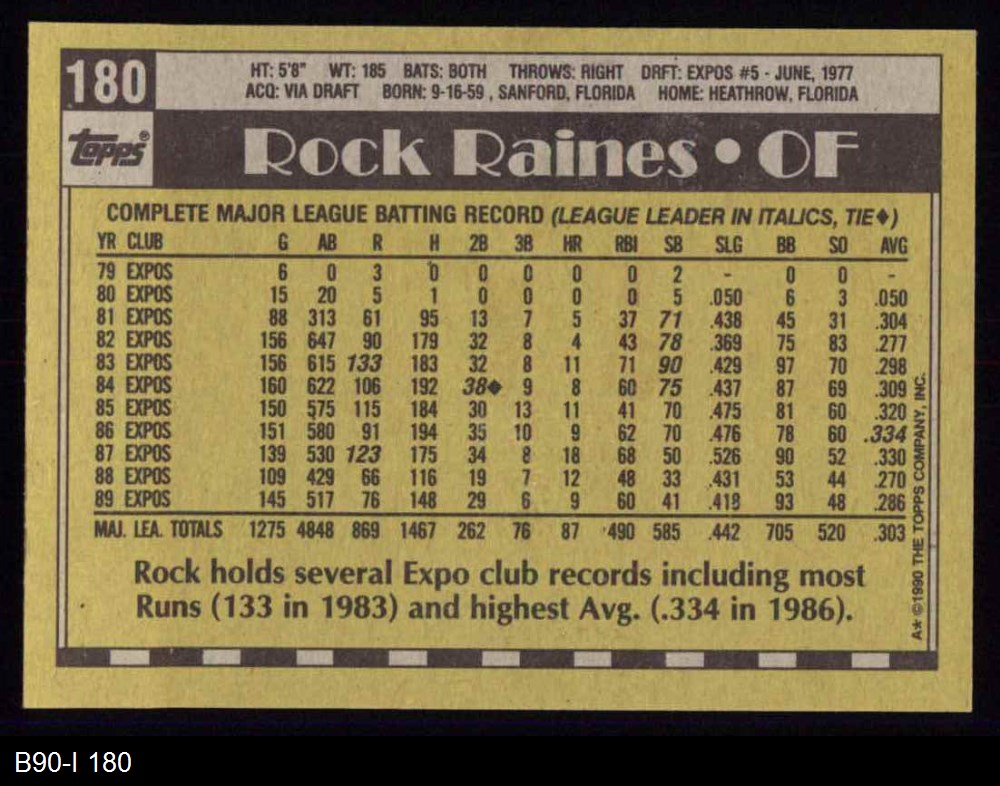 180
HT: 5'8" WT: 185 BATS: BOTH THROWS: RIGHT DRFT: EXPOS #5 - JUNE, 1977
ACQ: VIA DRAFT BORN: 9-16-59 , SANFORD, FLORIDA HOME: HEATHROW, FLORIDA
Topps®
Rock Raines • OF
COMPLETE MAJOR LEAGUE BATTING RECORD (LEAGUE LEADER IN ITALICS, TIE♦)
YR CLUB G AB R H 2B 3B HR RBI SB SLG BB SO AVG
79 EXPOS 6 0 3 0 0 0 0 0 2 - 0 0 -
80 EXPOS 15 20 5 1 0 0 0 0 5 .050 6 3 .050
81 EXPOS 88 313 61 95 13 7 5 37 71 .438 45 31 .304
82 EXPOS 156 647 90 179 32 8 4 43 78 .369 75 83 .277
83 EXPOS 156 615 133 183 32 8 11 71 90 .429 97 70 .298
84 EXPOS 160 622 106 192 38♦ 9 8 60 75 .437 87 69 .309
85 EXPOS 150 575 115 184 30 13 11 41 70 .475 81 60 .320
86 EXPOS 151 580 91 194 35 10 9 62 70 .476 78 60 .334
87 EXPOS 139 530 123 175 34 8 18 68 50 .526 90 52 .330
88 EXPOS 109 429 66 116 19 7 12 48 33 .431 53 44 .270
89 EXPOS 145 517 76 148 29 6 9 60 41 .418 93 48 .286
MAJ. LEA. TOTALS 1275 4848 869 1467 262 76 87 490 585 .442 705 520 .303
Rock holds several Expo club records including most
Runs (133 in 1983) and highest Avg. (.334 in 1986).
A* ©1990 THE TOPPS COMPANY, INC.
B90-I 180